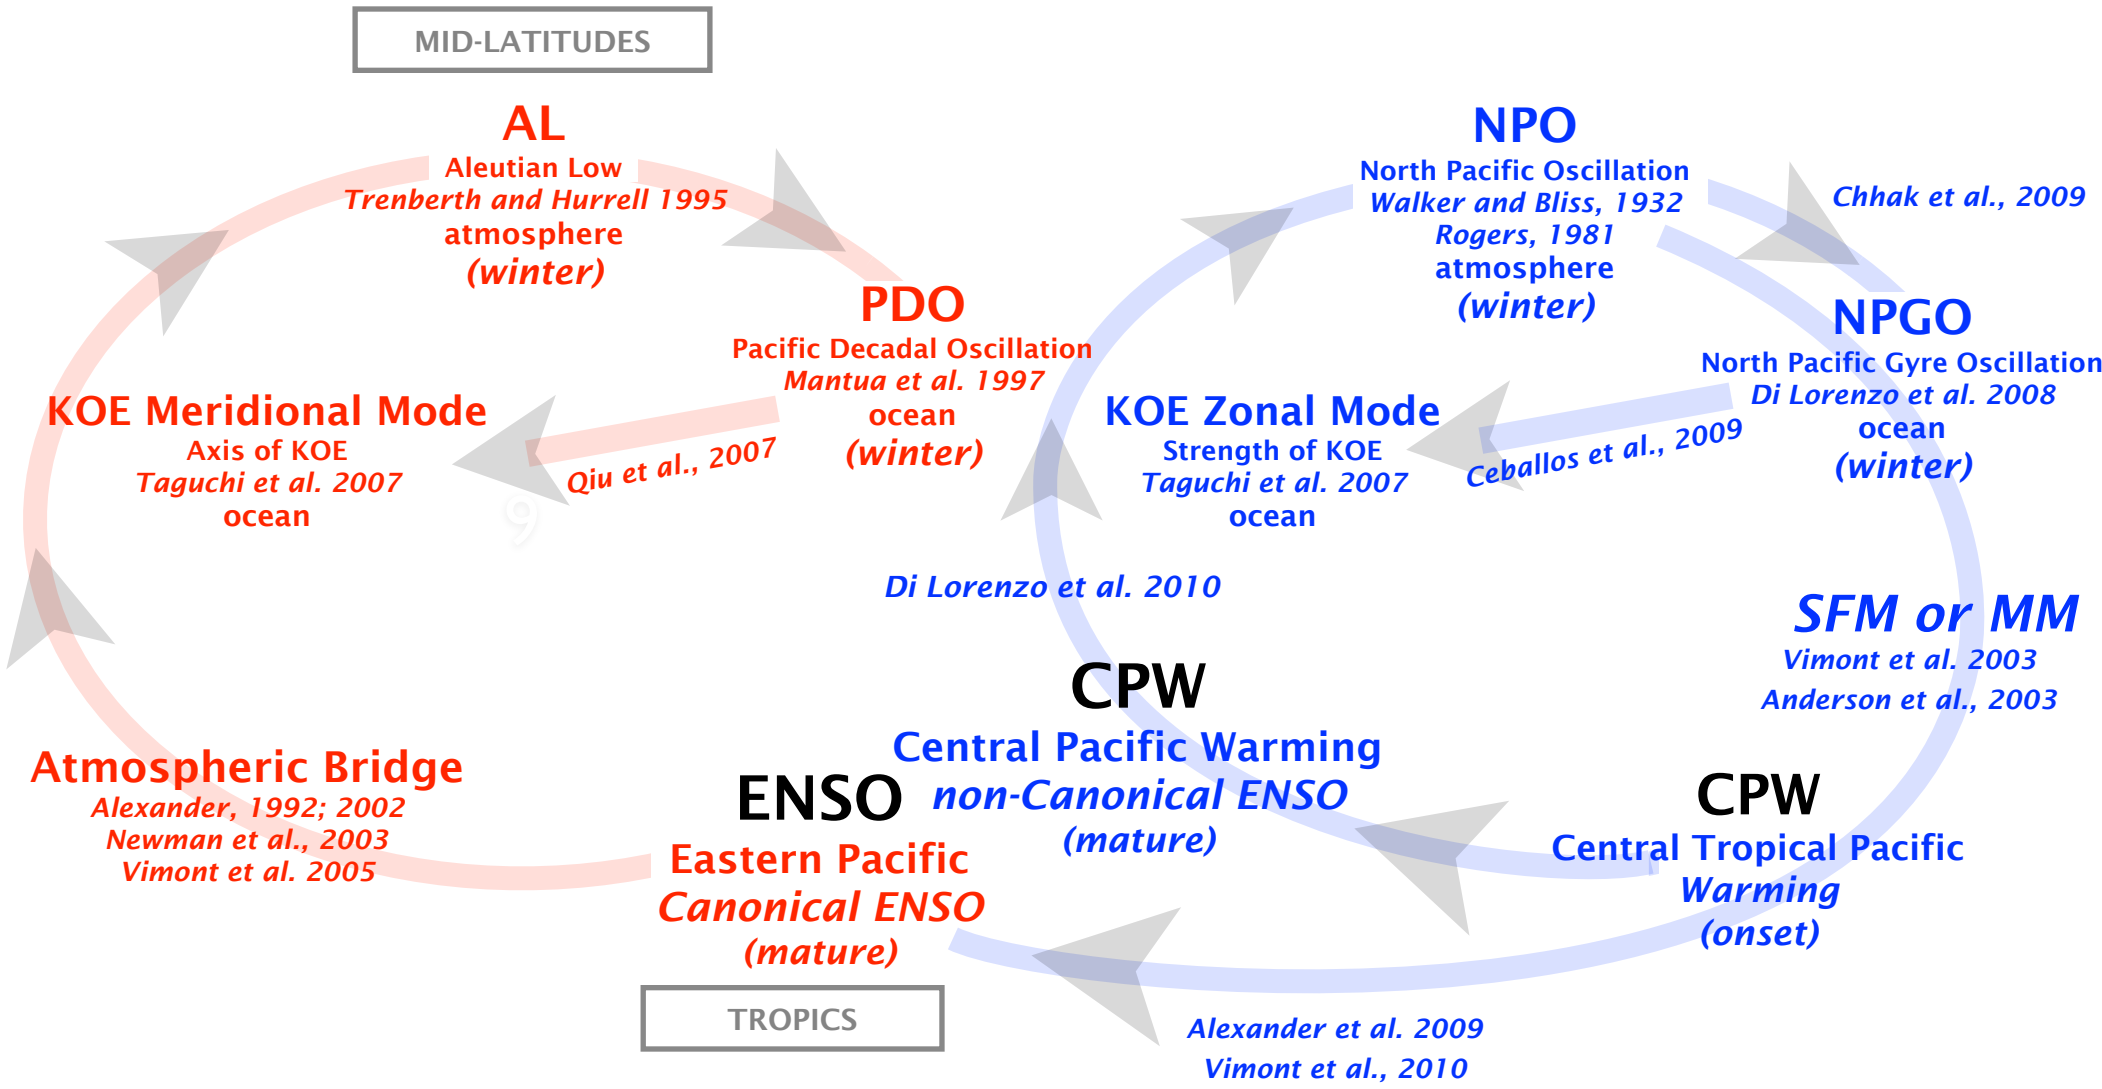 MID-LATITUDES
AL
Aleutian Low
Trenberth and Hurrell 1995
atmosphere
(winter)
PDO
Pacific Decadal Oscillation
Mantua et al. 1997
ocean
(winter)
KOE Meridional Mode
Axis of KOE
Taguchi et al. 2007
ocean
Qiu et al., 2007
9
Atmospheric Bridge
Alexander, 1992; 2002
Newman et al., 2003
Vimont et al. 2005
ENSO
Eastern Pacific
Canonical ENSO
(mature)
TROPICS
NPO
North Pacific Oscillation
Walker and Bliss, 1932
Rogers, 1981
atmosphere
(winter)
Chhak et al., 2009
NPGO
North Pacific Gyre Oscillation
Di Lorenzo et al. 2008
ocean
(winter)
KOE Zonal Mode
Strength of KOE
Taguchi et al. 2007
ocean
Ceballos et al., 2009
Di Lorenzo et al. 2010
SFM or MM
Vimont et al. 2003
Anderson et al., 2003
CPW
Central Pacific Warming
non-Canonical ENSO
(mature)
CPW
Central Tropical Pacific
Warming
(onset)
Alexander et al. 2009
Vimont et al., 2010